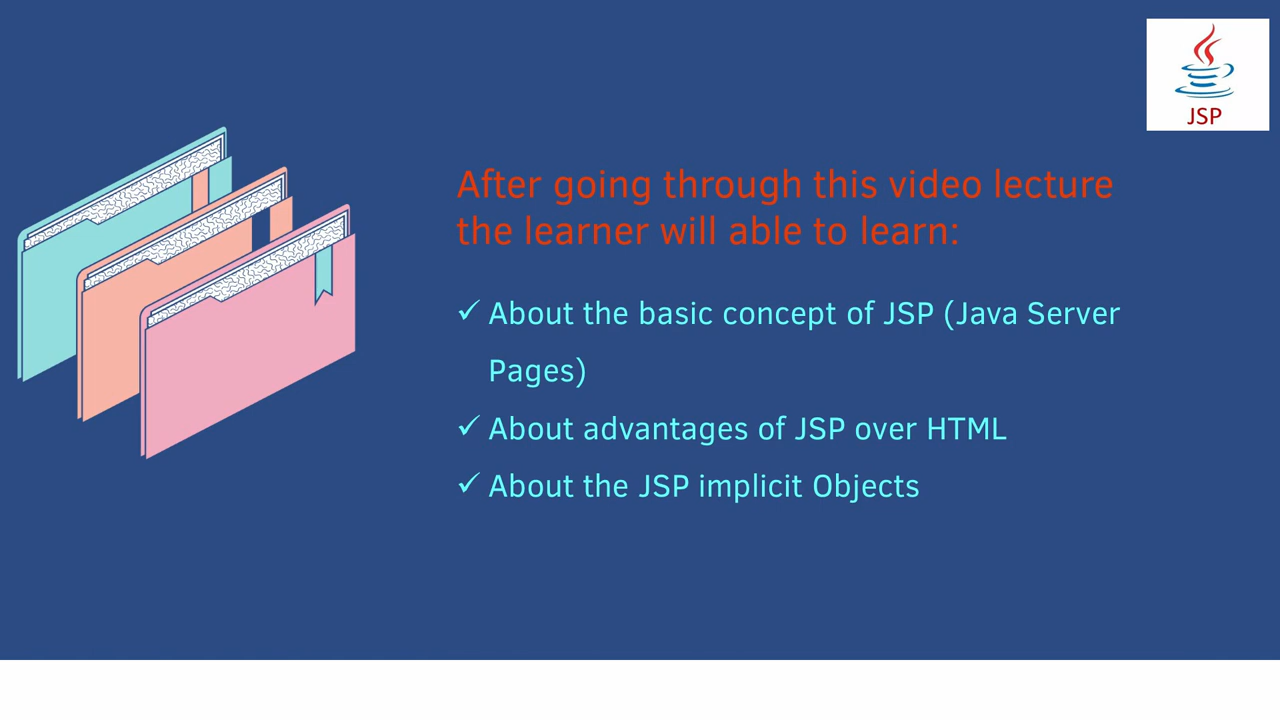 JSP
After going through this video lecture
the learner will able to learn:
✓ About the basic concept of JSP (Java Server
Pages)
✓ About advantages of JSP over HTML
✓ About the JSP implicit Objects